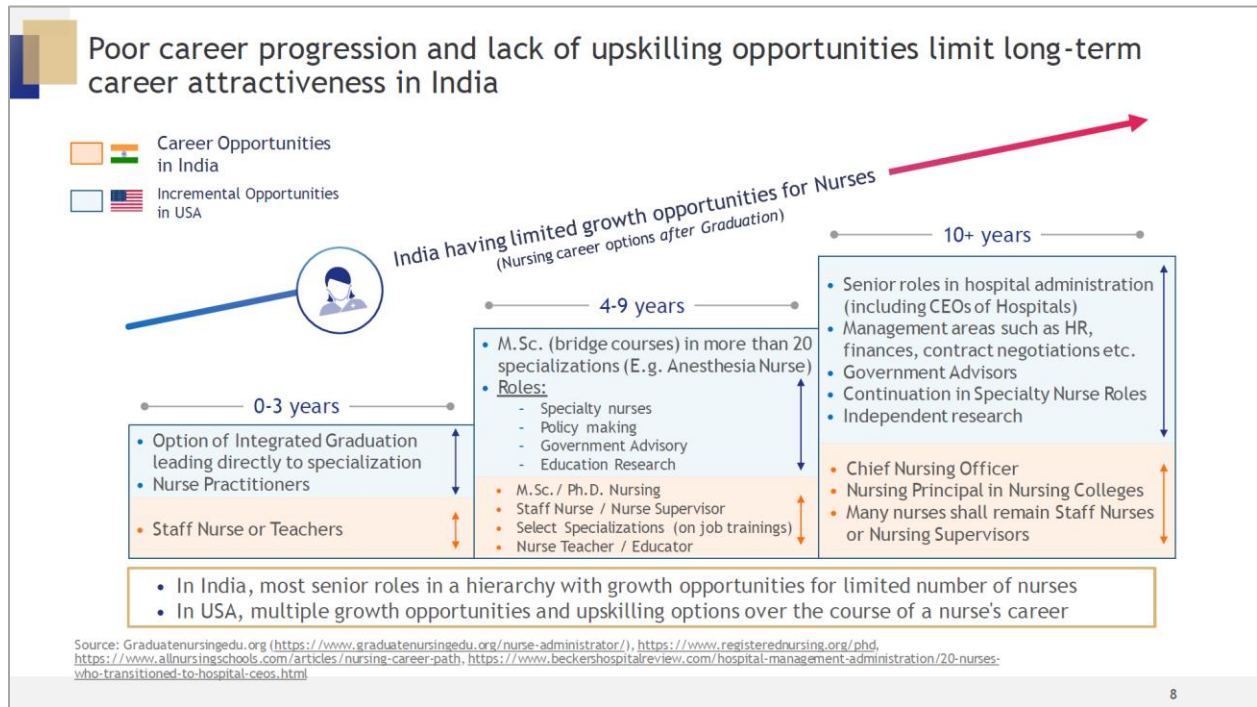 Poor career progression and lack of upskilling opportunities limit long-term
career attractiveness in India
Career Opportunities
in India
Incremental Opportunities
in USA
India having limited growth opportunities for Nurses
(Nursing career options after Graduation)
0-3 years
• Option of Integrated Graduation
leading directly to specialization
• Nurse Practitioners
• Staff Nurse or Teachers
4-9 years
• M.Sc. (bridge courses) in more than 20
specializations (E.g. Anesthesia Nurse)
• Roles:
- Specialty nurses
- Policy making
- Government Advisory
- Education Research
• M.Sc./ Ph.D. Nursing
• Staff Nurse / Nurse Supervisor
• Select Specializations (on job trainings)
• Nurse Teacher / Educator
10+ years
• Senior roles in hospital administration
(including CEOs of Hospitals)
• Management areas such as HR,
finances, contract negotiations etc.
• Government Advisors
• Continuation in Specialty Nurse Roles
• Independent research
• Chief Nursing Officer
• Nursing Principal in Nursing Colleges
• Many nurses shall remain Staff Nurses
or Nursing Supervisors
• In India, most senior roles in a hierarchy with growth opportunities for limited number of nurses
• In USA, multiple growth opportunities and upskilling options over the course of a nurse's career
Source: Graduatenursingedu.org (https://www.graduatenursingedu.org/nurse-administrator/), https://www.registerednursing.org/phd,
https://www.allnursingschools.com/articles/nursing-career-path, https://www.beckershospitalreview.com/hospital-management-administration/20-nurses-
who-transitioned-to-hospital-ceos.html
8